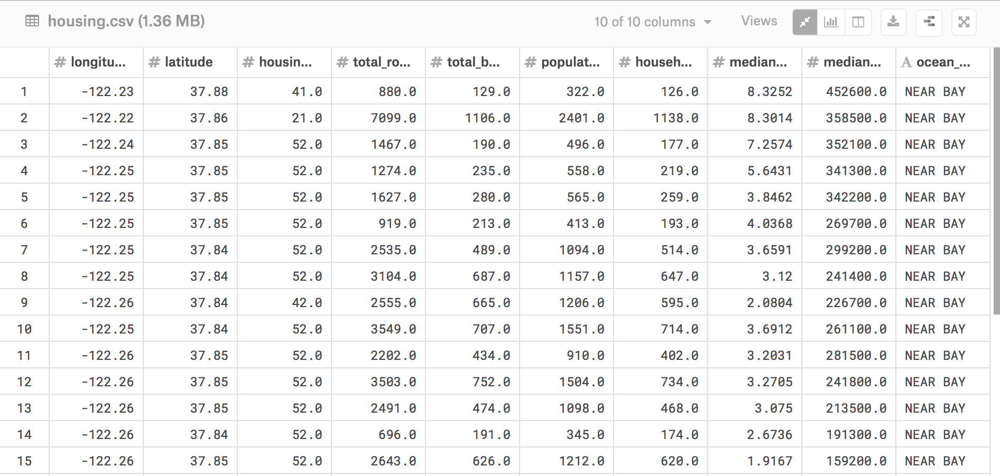 housing.csv (1.36 MB) 10 of 10 columns Views
# longitu... # latitude # housin... # total_ro... # total_b... # populat... # househ... # median... # median... A ocean_...
1 -122.23 37.88 41.0 880.0 129.0 322.0 126.0 8.3252 452600.0 NEAR BAY
2 -122.22 37.86 21.0 7099.0 1106.0 2401.0 1138.0 8.3014 358500.0 NEAR BAY
3 -122.24 37.85 52.0 1467.0 190.0 496.0 177.0 7.2574 352100.0 NEAR BAY
4 -122.25 37.85 52.0 1274.0 235.0 558.0 219.0 5.6431 341300.0 NEAR BAY
5 -122.25 37.85 52.0 1627.0 280.0 565.0 259.0 3.8462 342200.0 NEAR BAY
6 -122.25 37.85 52.0 919.0 213.0 413.0 193.0 4.0368 269700.0 NEAR BAY
7 -122.25 37.84 52.0 2535.0 489.0 1094.0 514.0 3.6591 299200.0 NEAR BAY
8 -122.25 37.84 52.0 3104.0 687.0 1157.0 647.0 3.12 241400.0 NEAR BAY
9 -122.26 37.84 42.0 2555.0 665.0 1206.0 595.0 2.0804 226700.0 NEAR BAY
10 -122.25 37.84 52.0 3549.0 707.0 1551.0 714.0 3.6912 261100.0 NEAR BAY
11 -122.26 37.85 52.0 2202.0 434.0 910.0 402.0 3.2031 281500.0 NEAR BAY
12 -122.26 37.85 52.0 3503.0 752.0 1504.0 734.0 3.2705 241800.0 NEAR BAY
13 -122.26 37.85 52.0 2491.0 474.0 1098.0 468.0 3.075 213500.0 NEAR BAY
14 -122.26 37.84 52.0 696.0 191.0 345.0 174.0 2.6736 191300.0 NEAR BAY
15 -122.26 37.85 52.0 2643.0 626.0 1212.0 620.0 1.9167 159200.0 NEAR BAY